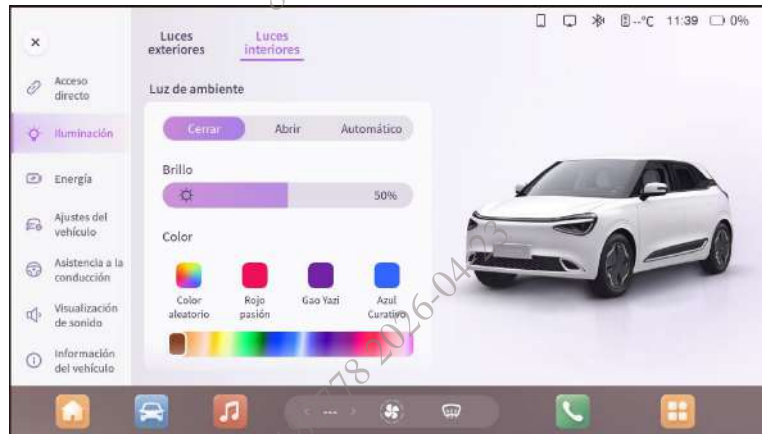 --°C 11:39 0%
Luces
exteriores
Luces
interiores
Acceso
directo
Iluminación
Energía
Ajustes del
vehículo
Asistencia a la
conducción
Visualización
de sonido
Información
del vehículo
Luz de ambiente
Cerrar Abrir Automático
Brillo
50%
Color
Color
aleatorio
Rojo
pasión
Gao Yazi
Azul
Curativo